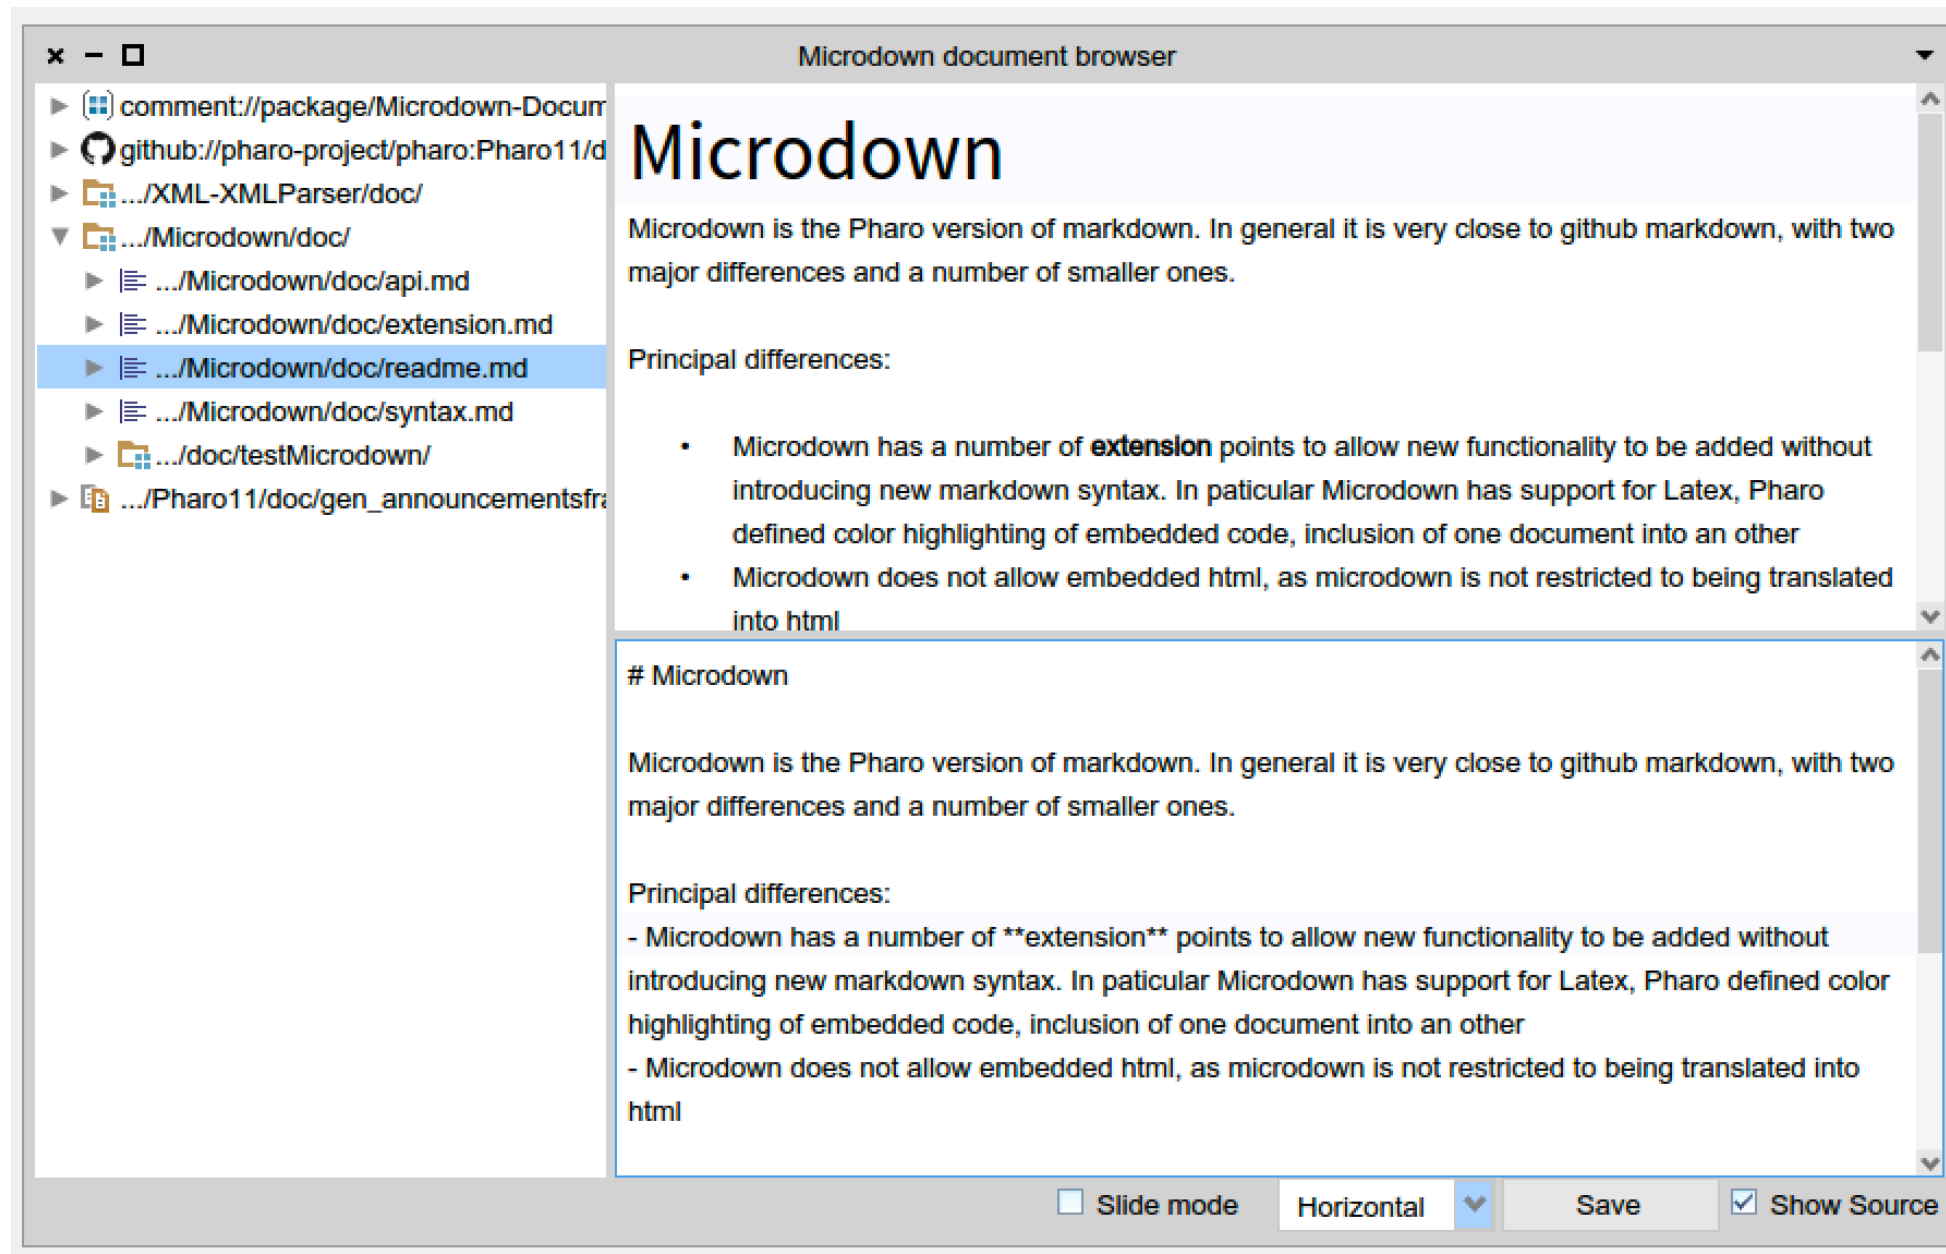 Microdown document browser
comment://package/Microdown-Docum
github://pharo-project/pharo:Pharo11/d
.../XML-XMLParser/doc/
.../Microdown/doc/
.../Microdown/doc/api.md
.../Microdown/doc/extension.md
.../Microdown/doc/readme.md
.../Microdown/doc/syntax.md
.../doc/testMicrodown/
.../Pharo11/doc/gen_announcementsfra
Microdown
Microdown is the Pharo version of markdown. In general it is very close to github markdown, with two
major differences and a number of smaller ones.
Principal differences:
• Microdown has a number of extension points to allow new functionality to be added without
introducing new markdown syntax. In paticular Microdown has support for Latex, Pharo
defined color highlighting of embedded code, inclusion of one document into an other
• Microdown does not allow embedded html, as microdown is not restricted to being translated
into html
# Microdown
Microdown is the Pharo version of markdown. In general it is very close to github markdown, with two
major differences and a number of smaller ones.
Principal differences:
- Microdown has a number of **extension** points to allow new functionality to be added without
introducing new markdown syntax. In paticular Microdown has support for Latex, Pharo defined color
highlighting of embedded code, inclusion of one document into an other
- Microdown does not allow embedded html, as microdown is not restricted to being translated into
html
Slide mode
Horizontal
Save
Show Source